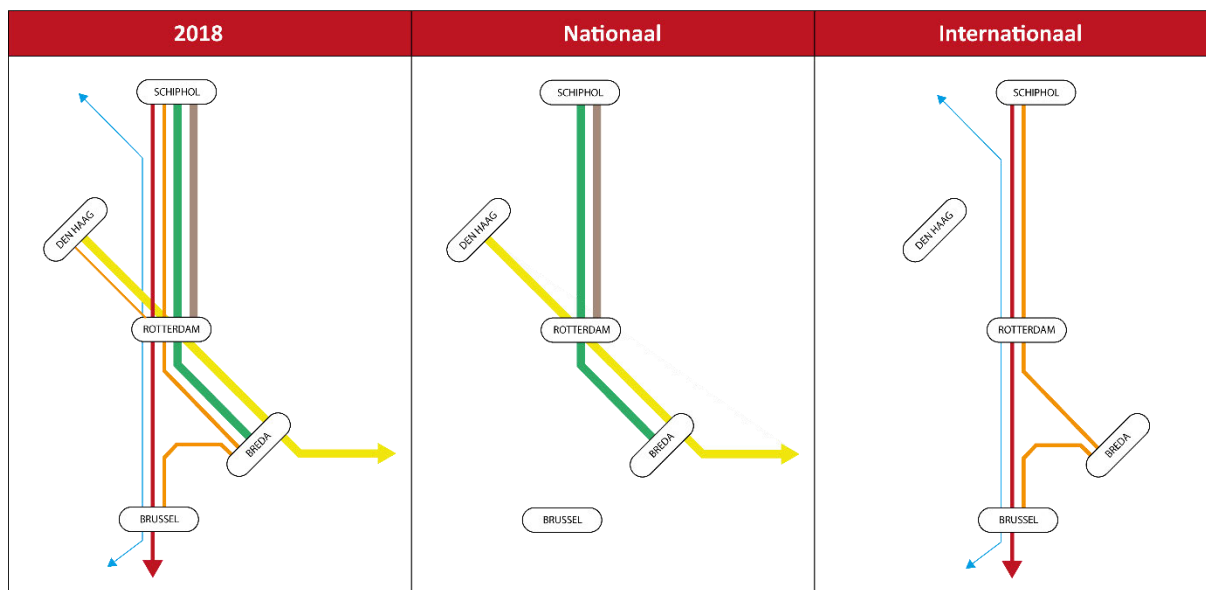 2018
Nationaal
Internationaal
SCHIPHOL
DEN HAAG
ROTTERDAM
BREDA
BRUSSEL
SCHIPHOL
DEN HAAG
ROTTERDAM
BREDA
BRUSSEL
SCHIPHOL
DEN HAAG
ROTTERDAM
BREDA
BRUSSEL